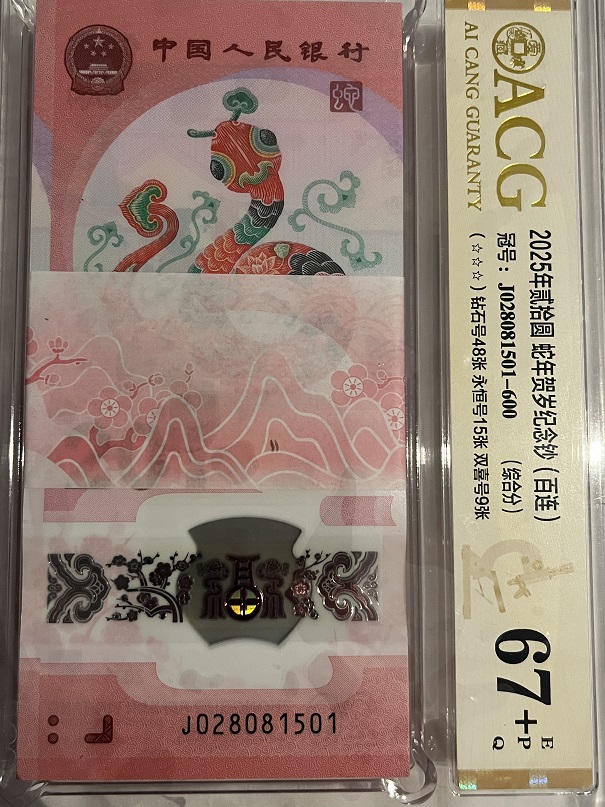 中国人民银行
J028081501
ACG
AI CANG GUARANTY
2025年贰拾圆 蛇年贺岁纪念钞（百连）
冠号：J028081501-600 （综合分）
（☆☆☆）钻石号48张 永恒号15张 双喜号9张
67+
E
P
Q